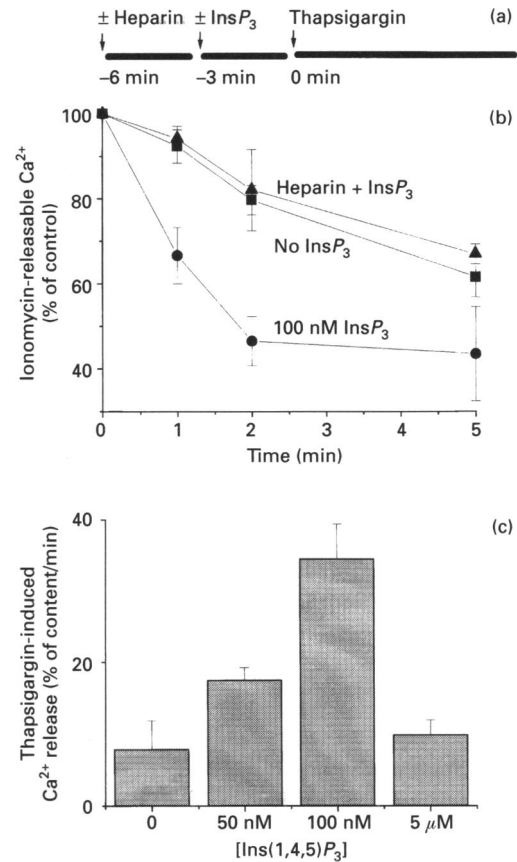 ± Heparin ± InsP₃ Thapsigargin (a)
–6 min –3 min 0 min
(b)
Ionomycin-releasable Ca²⁺
(% of control)
100
80
60
40
Heparin + InsP₃
No InsP₃
100 nM InsP₃
0 1 2 3 4 5
Time (min)
(c)
Thapsigargin-induced
Ca²⁺ release (% of content/min)
40
20
0
0 50 nM 100 nM 5 μM
[Ins(1,4,5)P₃]